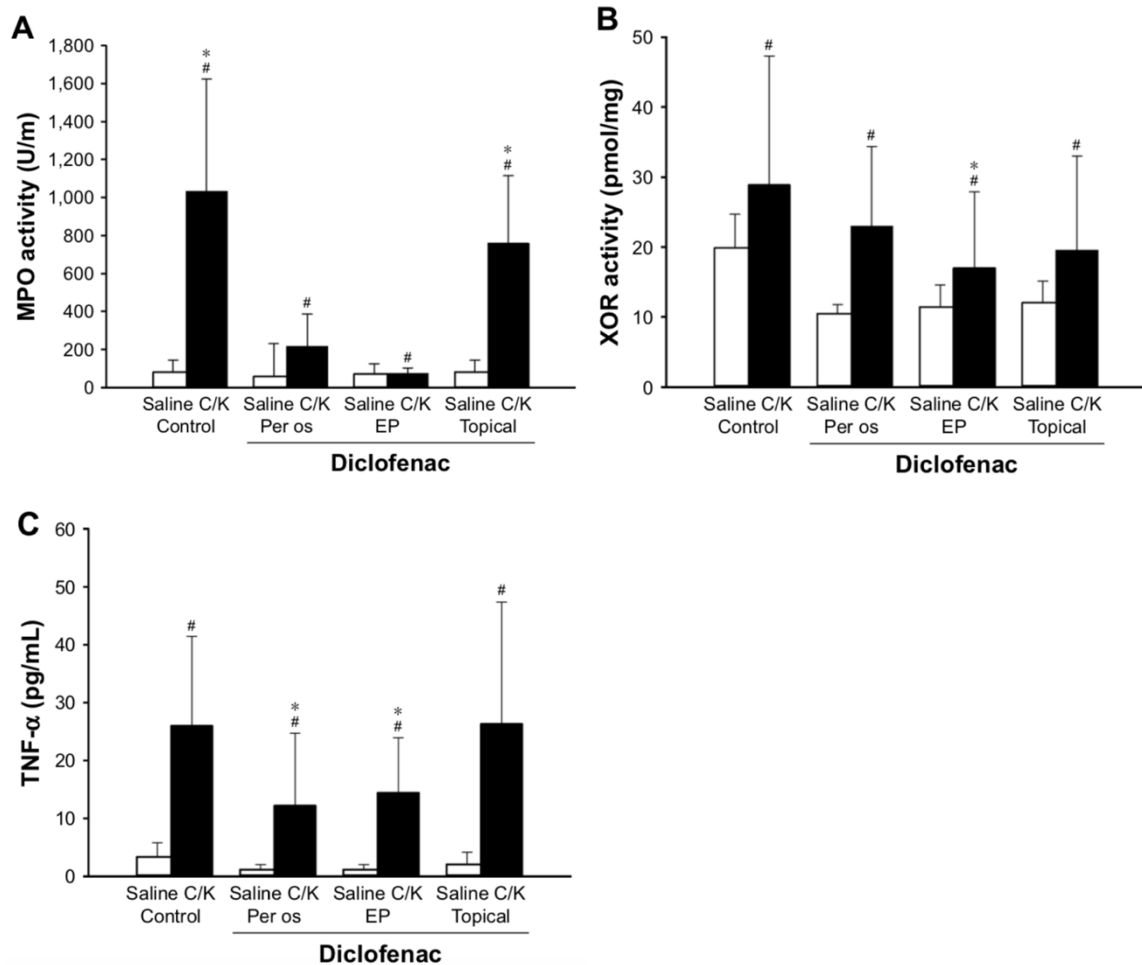 A
MPO activity (U/m)
1,800
1,600
1,400
1,200
1,000
800
600
400
200
0
*
#
#
#
*
#
Saline C/K Saline C/K Saline C/K Saline C/K
Control Per os EP Topical
Diclofenac
B
XOR activity (pmol/mg)
50
40
30
20
10
0
#
#
*
#
#
Saline C/K Saline C/K Saline C/K Saline C/K
Control Per os EP Topical
Diclofenac
C
TNF-α (pg/mL)
60
50
40
30
20
10
0
#
*
#
*
#
#
Saline C/K Saline C/K Saline C/K Saline C/K
Control Per os EP Topical
Diclofenac